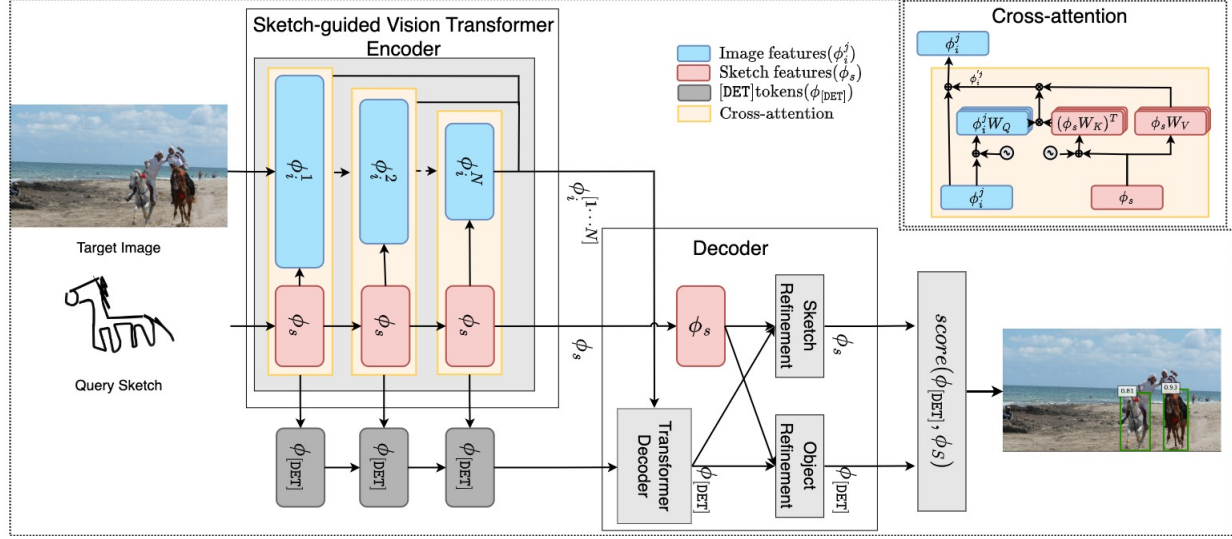 Sketch-guided Vision Transformer
Encoder
Image features(ϕ_i^j)
Sketch features(ϕ_s)
[DET]tokens(ϕ_[DET])
Cross-attention
Cross-attention
ϕ_i^j
ϕ_i^'j
ϕ_i^j W_Q
(ϕ_s W_K)^T
ϕ_s W_V
ϕ_i^j
ϕ_s
Target Image
Query Sketch
ϕ_i^1
ϕ_i^2
ϕ_i^N
ϕ_i^[1···N]
ϕ_s
ϕ_s
ϕ_s
ϕ_s
ϕ_[DET]
ϕ_[DET]
ϕ_[DET]
Decoder
ϕ_s
Transformer
Decoder
ϕ_[DET]
Sketch
Refinement
ϕ_s
Object
Refinement
ϕ_[DET]
score(ϕ_[DET], ϕ_S)
0.81
0.93